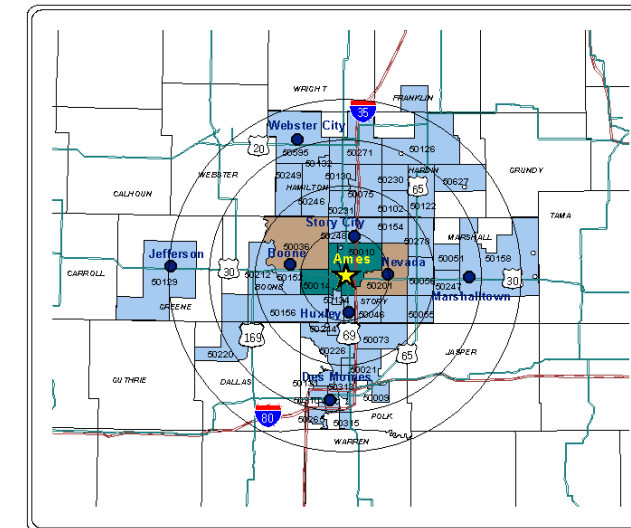 WRIGHT
FRANKLIN
35
Webster City
20
50595
50132
50271
50126
WEBSTER
50249
50130
50230
HARDIN
GRUNDY
HAMILTON
65
50627
CALHOUN
50246
50075
50231
50102
50122
TAMA
Story City
50154
50248
50278
MARSHALL
Jefferson
Boone
50036
50010
Ames
Nevada
50051
50158
CARROLL
50129
30
50212
50152
BOONE
50014
50201
50056
50247
30
Marshalltown
GREENE
50124
STORY
50156
Huxley
50046
50055
50244
169
69
50073
50220
50226
65
JASPER
GUTHRIE
DALLAS
50021
Des Moines
50131
50313
50009
50310
80
POLK
50265
50315
WARREN